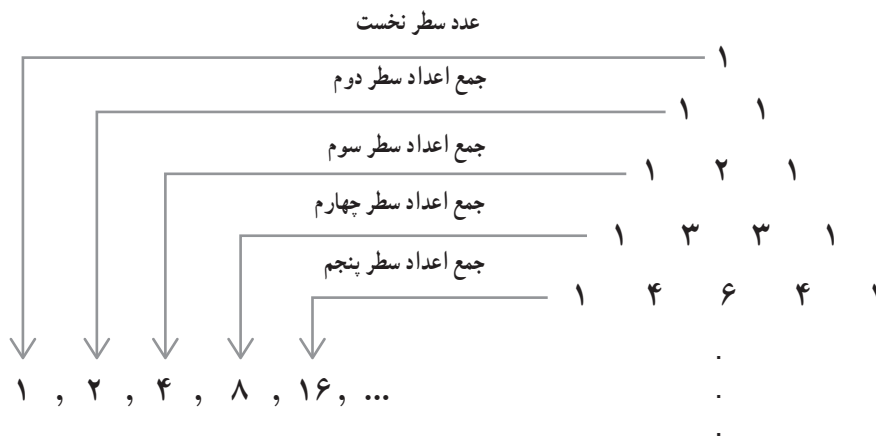 عدد سطر نخست
۱
جمع اعداد سطر دوم
۱ ۱
جمع اعداد سطر سوم
۱ ۲ ۱
جمع اعداد سطر چهارم
۱ ۳ ۳ ۱
جمع اعداد سطر پنجم
۱ ۴ ۶ ۴ ۱
.
.
۱ , ۲ , ۴ , ۸ , ۱۶, ...
.